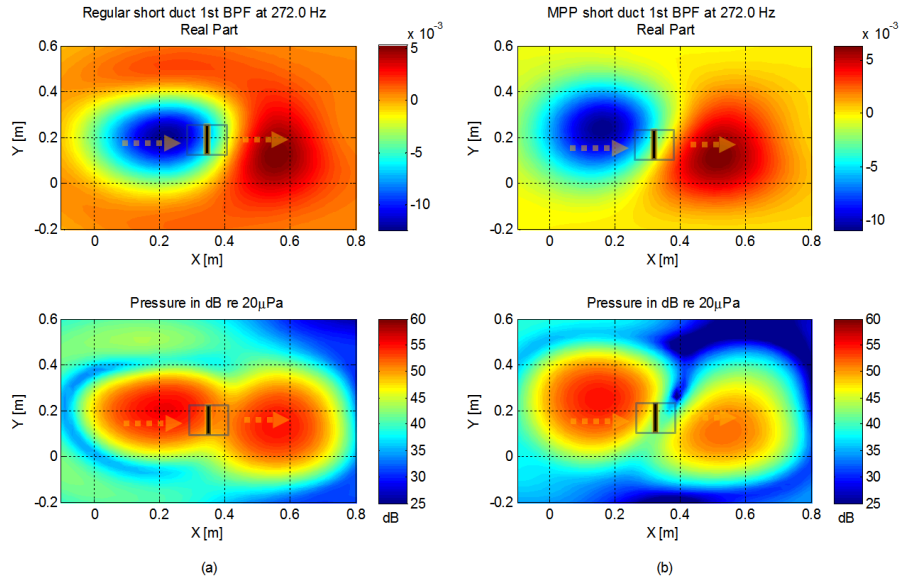 Regular short duct 1st BPF at 272.0 Hz
Real Part
x 10⁻³
0.6
0.4
0.2
0
-0.2
Y [m]
0 0.2 0.4 0.6 0.8
X [m]
5
0
-5
-10
MPP short duct 1st BPF at 272.0 Hz
Real Part
x 10⁻³
0.6
0.4
0.2
0
-0.2
Y [m]
0 0.2 0.4 0.6 0.8
X [m]
5
0
-5
-10
Pressure in dB re 20μPa
0.6
0.4
0.2
0
-0.2
Y [m]
0 0.2 0.4 0.6 0.8
X [m]
60
55
50
45
40
35
30
25
dB
Pressure in dB re 20μPa
0.6
0.4
0.2
0
-0.2
Y [m]
0 0.2 0.4 0.6 0.8
X [m]
60
55
50
45
40
35
30
25
dB
(a)
(b)